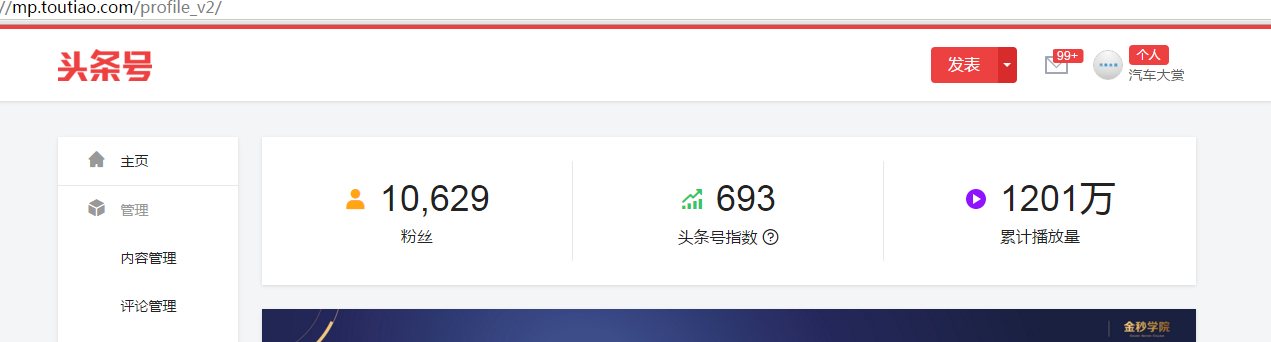 //mp.toutiao.com/profile_v2/
头条号
发表
99+
个人
汽车大赏
主页
管理
内容管理
评论管理
10,629
粉丝
693
头条号指数
1201万
累计播放量
金秒学院